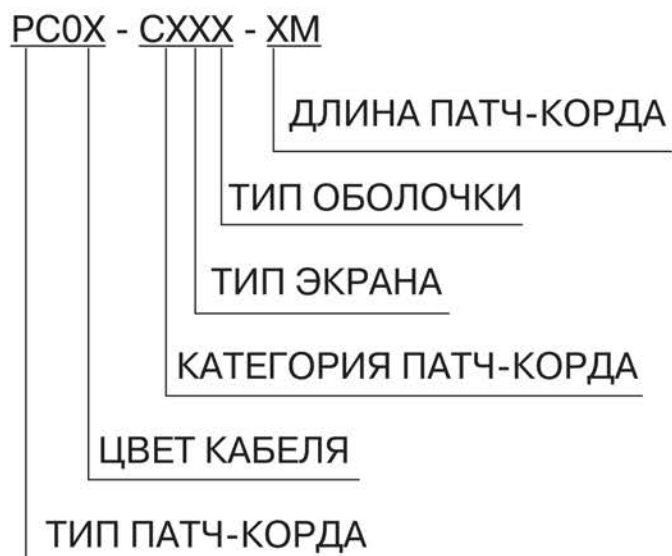 PC0X - CXXX - XM
ДЛИНА ПАТЧ-КОРДА
ТИП ОБОЛОЧКИ
ТИП ЭКРАНА
КАТЕГОРИЯ ПАТЧ-КОРДА
ЦВЕТ КАБЕЛЯ
ТИП ПАТЧ-КОРДА